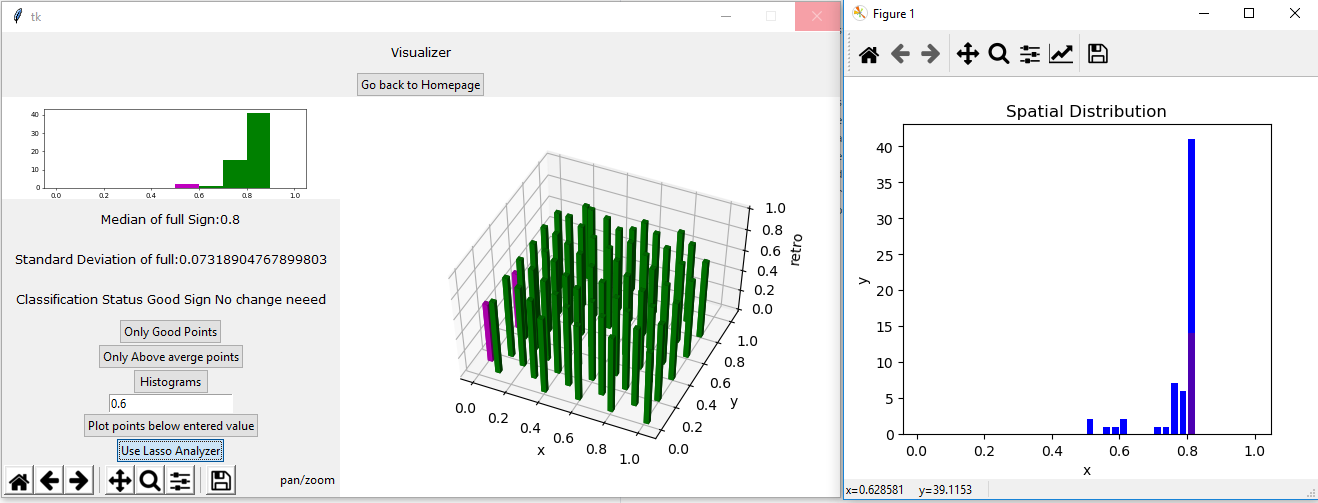 tk
Visualizer
Go back to Homepage
40
30
20
10
0
0.0 0.2 0.4 0.6 0.8 1.0
Median of full Sign:0.8
Standard Deviation of full:0.07318904767899803
Classification Status Good Sign No change neeed
Only Good Points
Only Above averge points
Histograms
0.6
Plot points below entered value
Use Lasso Analyzer
pan/zoom
1.0
0.8
0.6
0.4
0.2
0.0
retro
1.0
0.8
0.6
0.4
0.2
0.0
y
0.0
0.2
0.4
0.6
0.8
1.0
x
Figure 1
Spatial Distribution
40
35
30
25
20
15
10
5
0
y
0.0 0.2 0.4 0.6 0.8 1.0
x
x=0.628581 y=39.1153